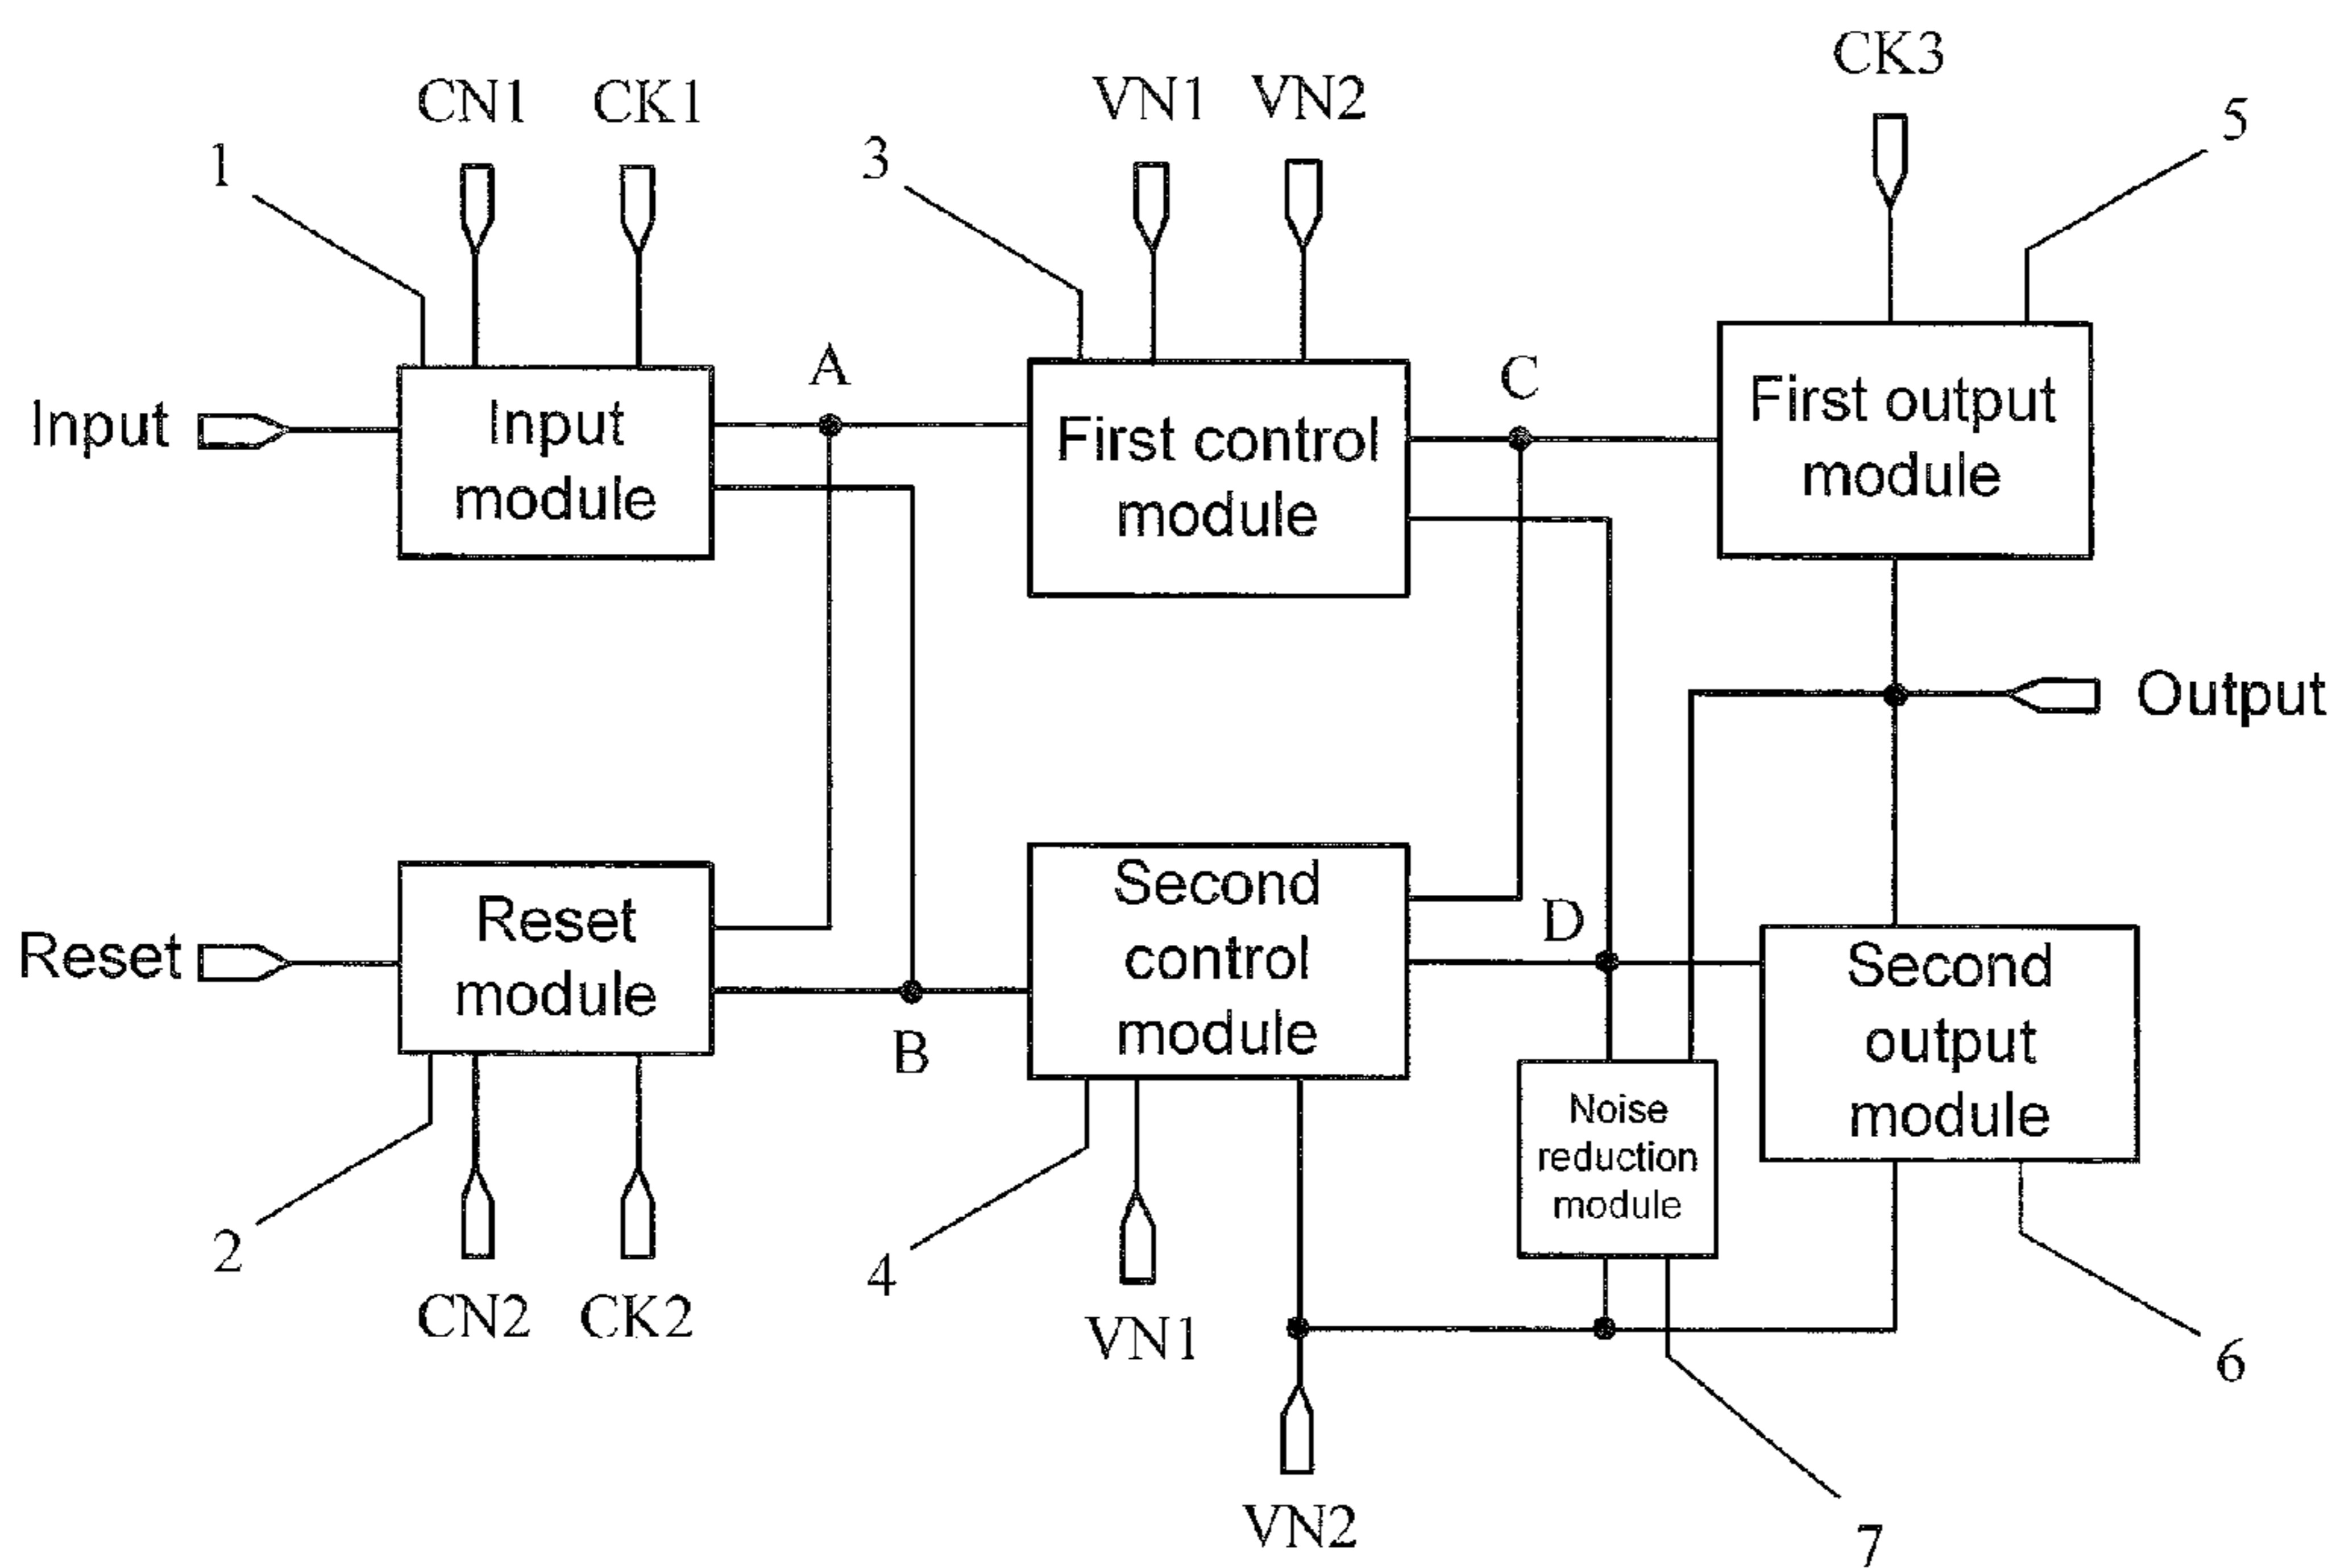 CK3
CN1 CK1 VN1 VN2
1 3 5
Input
Input
module
A
First control
module
C
First output
module
Output
Reset
Reset
module
B
Second
control
module
D
Second
output
module
Noise
reduction
module
2
CN2 CK2
4
VN1
6
VN2
7